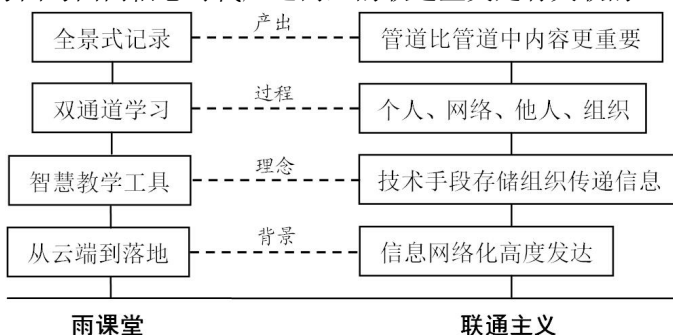 产出
全景式记录
管道比管道中内容更重要
过程
双通道学习
个人、网络、他人、组织
理念
智慧教学工具
技术手段存储组织传递信息
背景
从云端到落地
信息网络化高度发达
雨课堂
联通主义